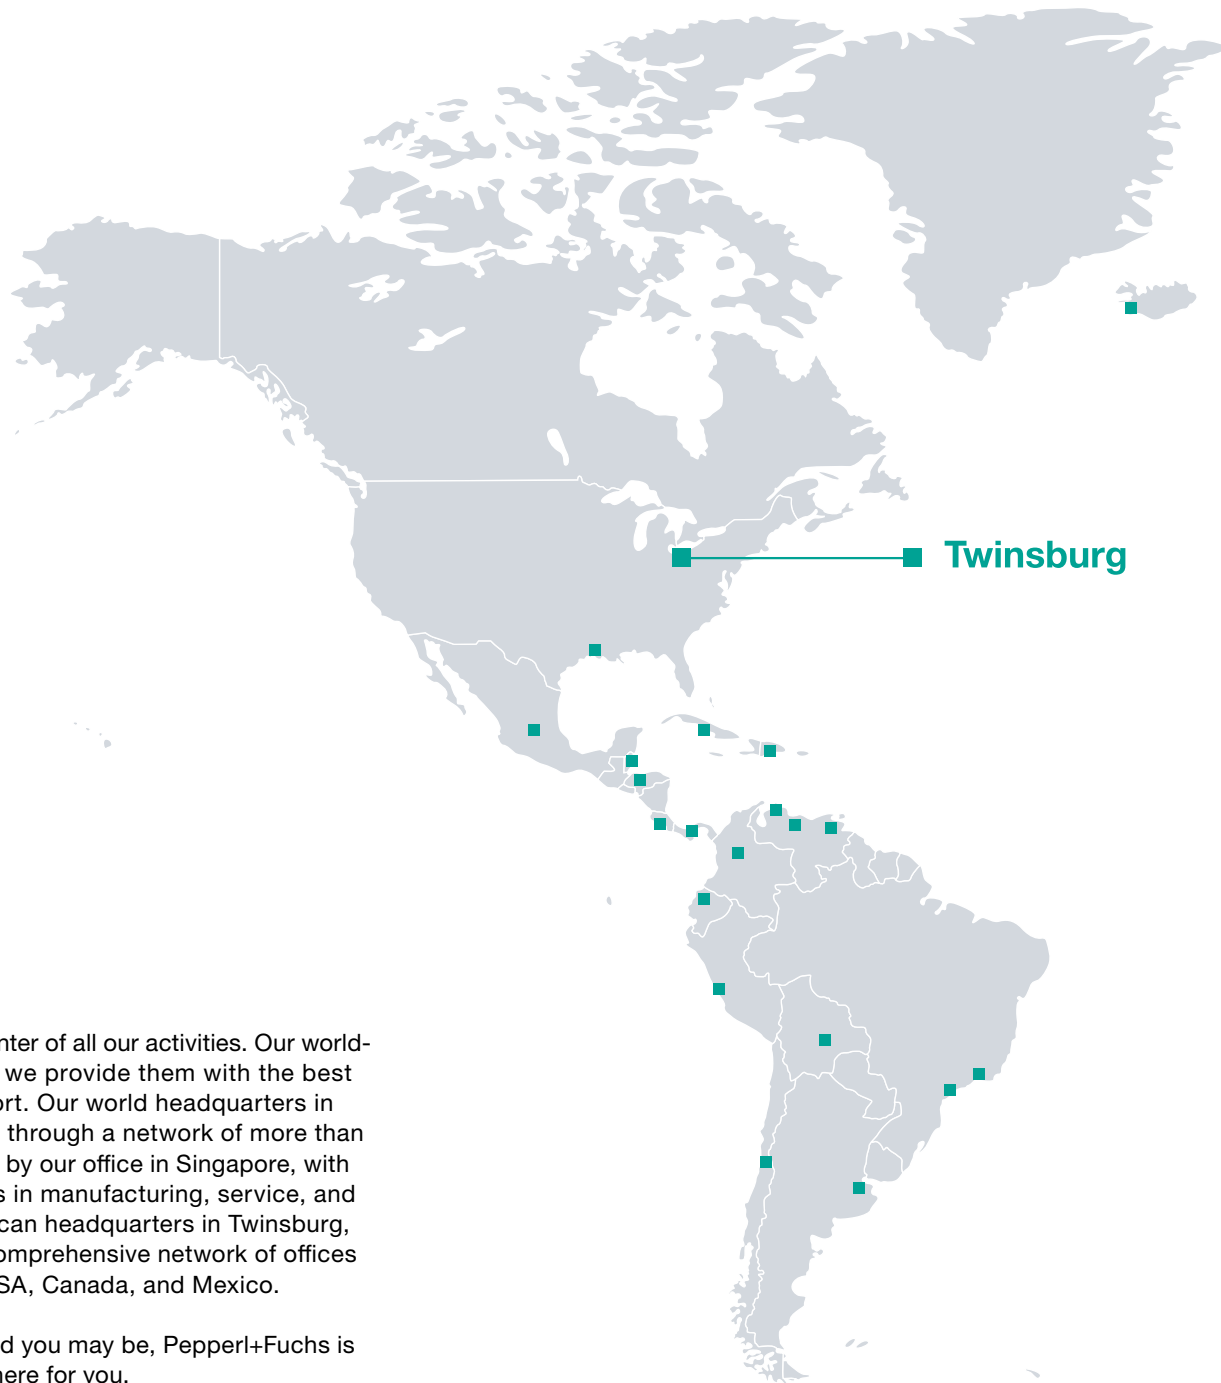 Twinsburg
nter of all our activities. Our world-
we provide them with the best
ort. Our world headquarters in
through a network of more than
by our office in Singapore, with
s in manufacturing, service, and
can headquarters in Twinsburg,
omprehensive network of offices
SA, Canada, and Mexico.
d you may be, Pepperl+Fuchs is
here for you.